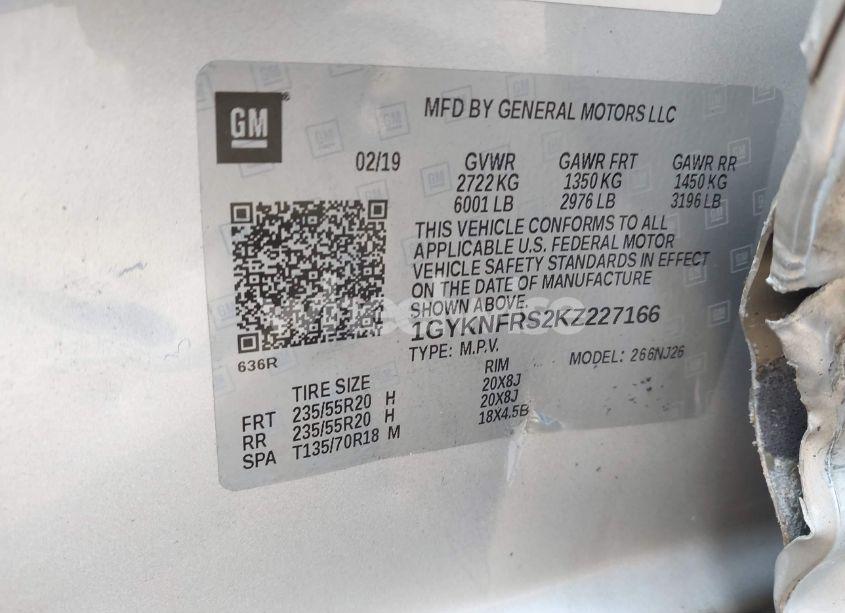 GM
MFD BY GENERAL MOTORS LLC
02/19 GVWR GAWR FRT GAWR RR
2722 KG 1350 KG 1450 KG
6001 LB 2976 LB 3196 LB
THIS VEHICLE CONFORMS TO ALL
APPLICABLE U.S. FEDERAL MOTOR
VEHICLE SAFETY STANDARDS IN EFFECT
ON THE DATE OF MANUFACTURE
SHOWN ABOVE.
1GYKNFRS2KZ227166
TYPE: M.P.V. MODEL: 266NJ26
636R
TIRE SIZE RIM
FRT 235/55R20 H 20X8J
RR 235/55R20 H 20X8J
SPA T135/70R18 M 18X4.5B